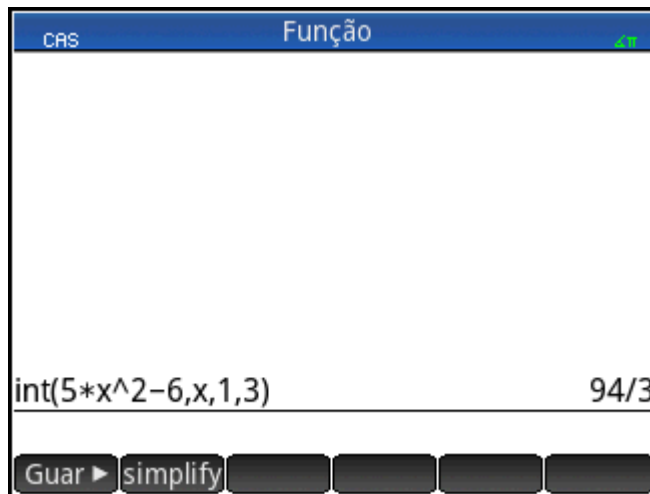 CAS Função ∡π
int(5*x^2−6,x,1,3) 94/3
Guar ► simplify